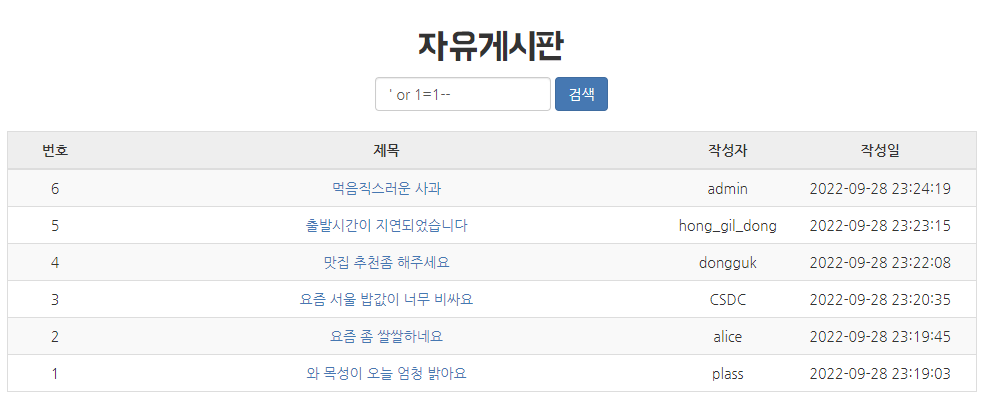 자유게시판
' or 1=1-- 검색
번호 제목 작성자 작성일
6 먹음직스러운 사과 admin 2022-09-28 23:24:19
5 출발시간이 지연되었습니다 hong_gil_dong 2022-09-28 23:23:15
4 맛집 추천좀 해주세요 dongguk 2022-09-28 23:22:08
3 요즘 서울 밥값이 너무 비싸요 CSDC 2022-09-28 23:20:35
2 요즘 좀 쌀쌀하네요 alice 2022-09-28 23:19:45
1 와 목성이 오늘 엄청 밝아요 plass 2022-09-28 23:19:03